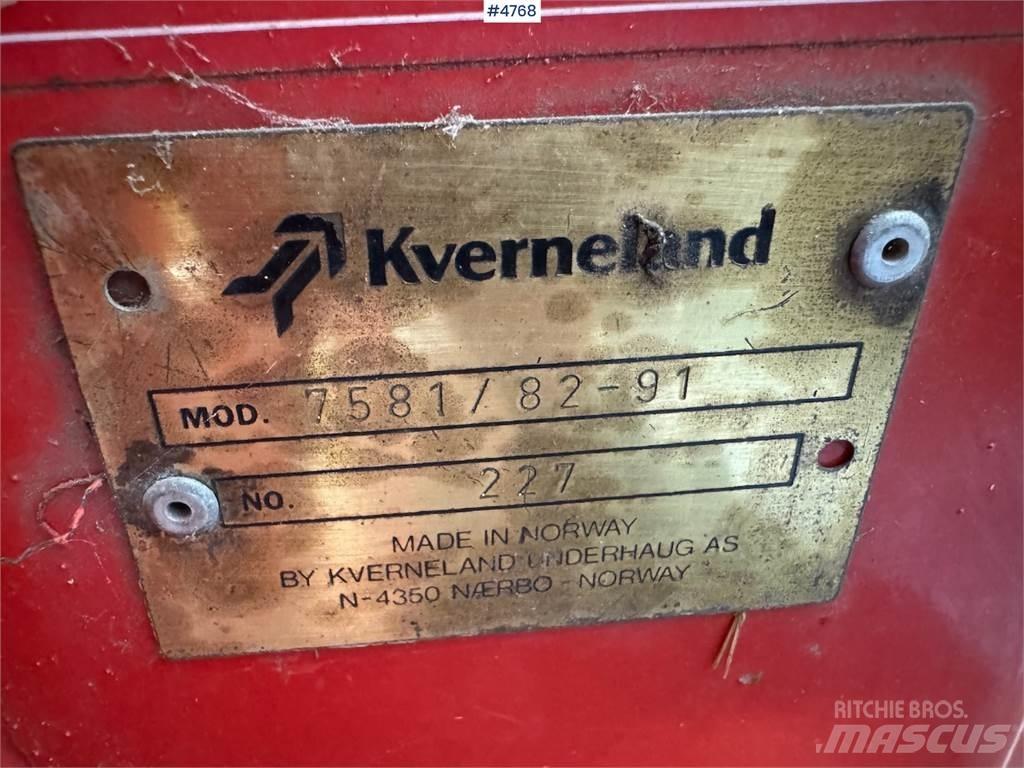 #4768
Kverneland
MOD. 7581/82-91
NO. 227
MADE IN NORWAY
BY KVERNELAND UNDERHAUG AS
N-4350 NÆRBØ - NORWAY
RITCHIE BROS.
MASCUS